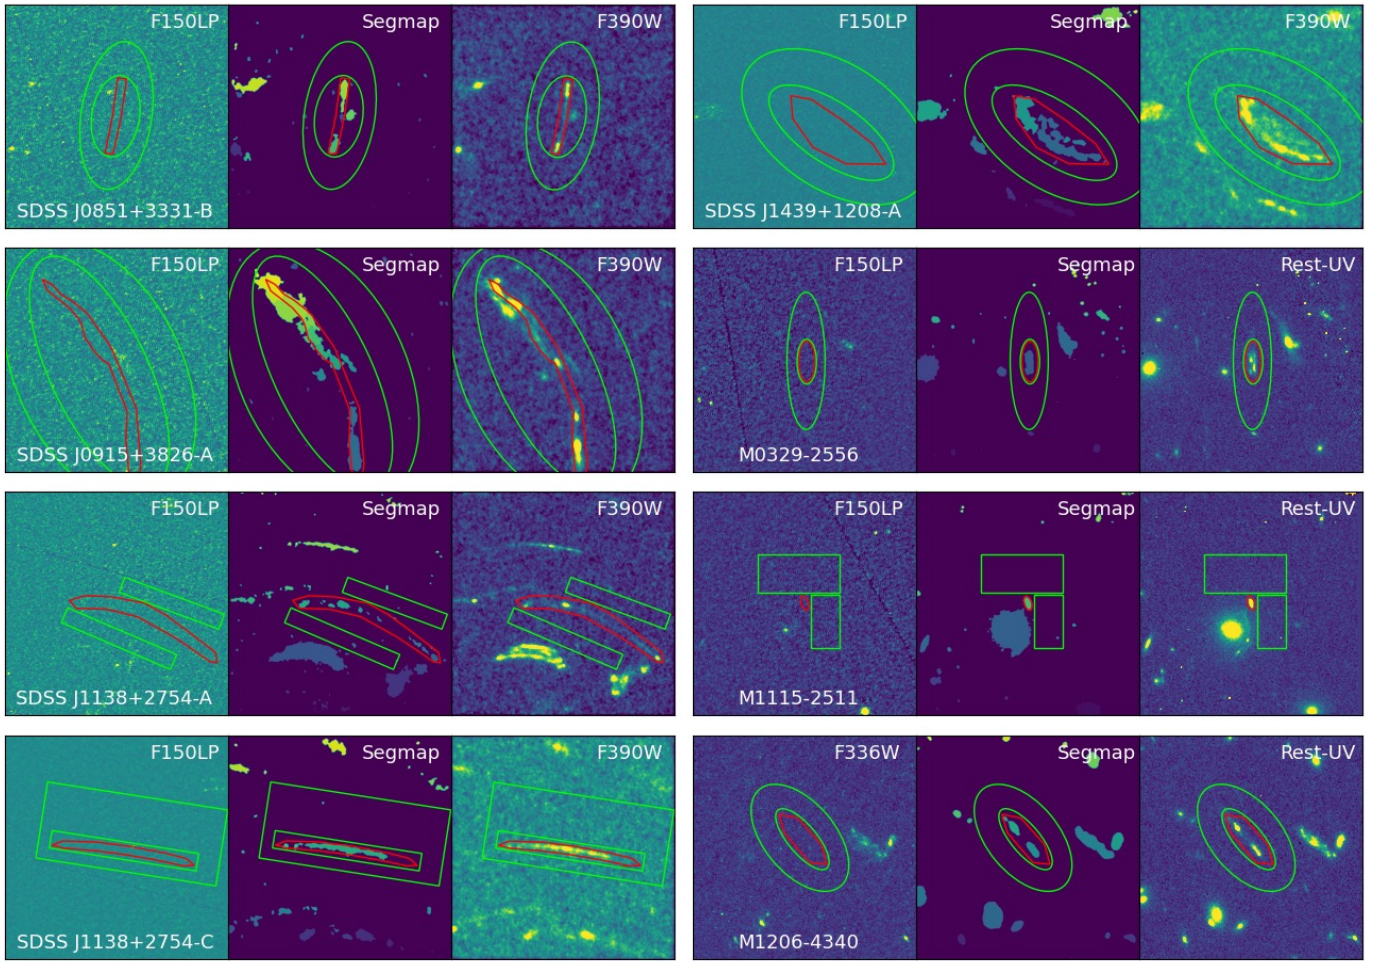 F150LP Segmap F390W
SDSS J0851+3331-B
F150LP Segmap F390W
SDSS J1439+1208-A
F150LP Segmap F390W
SDSS J0915+3826-A
F150LP Segmap Rest-UV
M0329-2556
F150LP Segmap F390W
SDSS J1138+2754-A
F150LP Segmap Rest-UV
M1115-2511
F150LP Segmap F390W
SDSS J1138+2754-C
F336W Segmap Rest-UV
M1206-4340